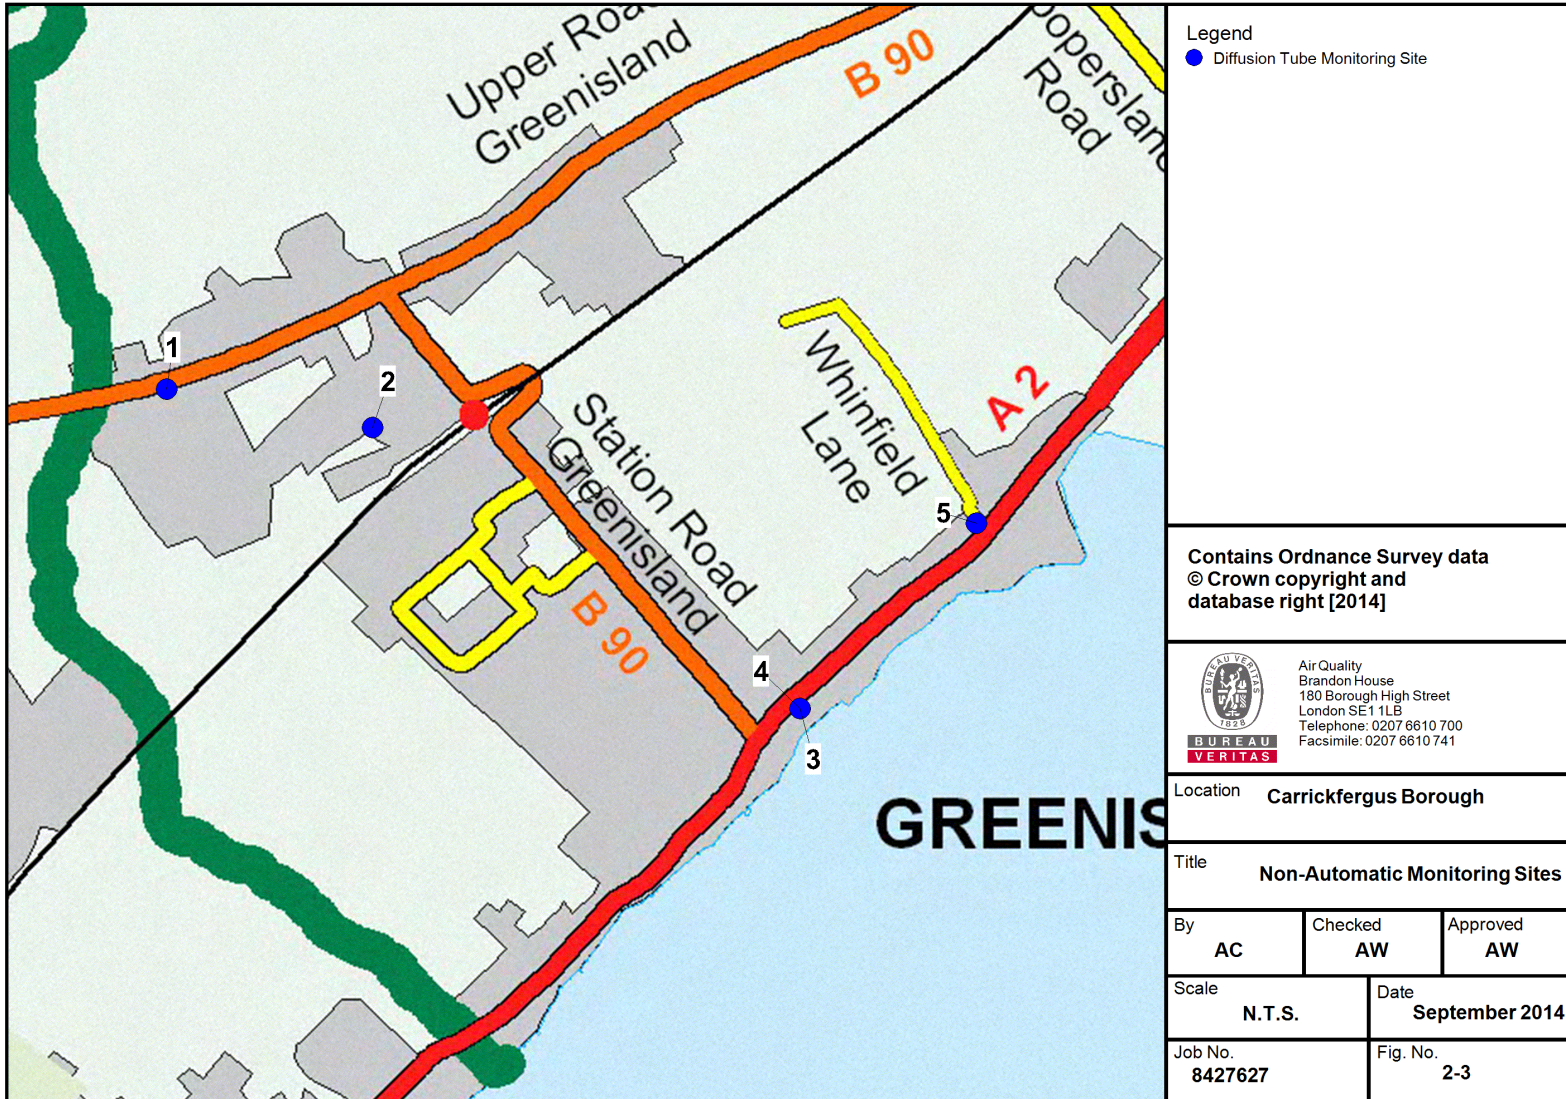 Upper Road
Greenisland
B 90
Road
1
2
Station Road
Greenisland
B 90
Whinfield
Lane
A 2
5
4
3
GREENIS
Legend
Diffusion Tube Monitoring Site
Contains Ordnance Survey data
© Crown copyright and
database right [2014]
BUREAU VERITAS
1828
BUREAU
VERITAS
Air Quality
Brandon House
180 Borough High Street
London SE1 1LB
Telephone: 0207 6610 700
Facsimile: 0207 6610 741
Location Carrickfergus Borough
Title Non-Automatic Monitoring Sites
By Checked Approved
AC AW AW
Scale Date
N.T.S. September 2014
Job No. Fig. No.
8427627 2-3